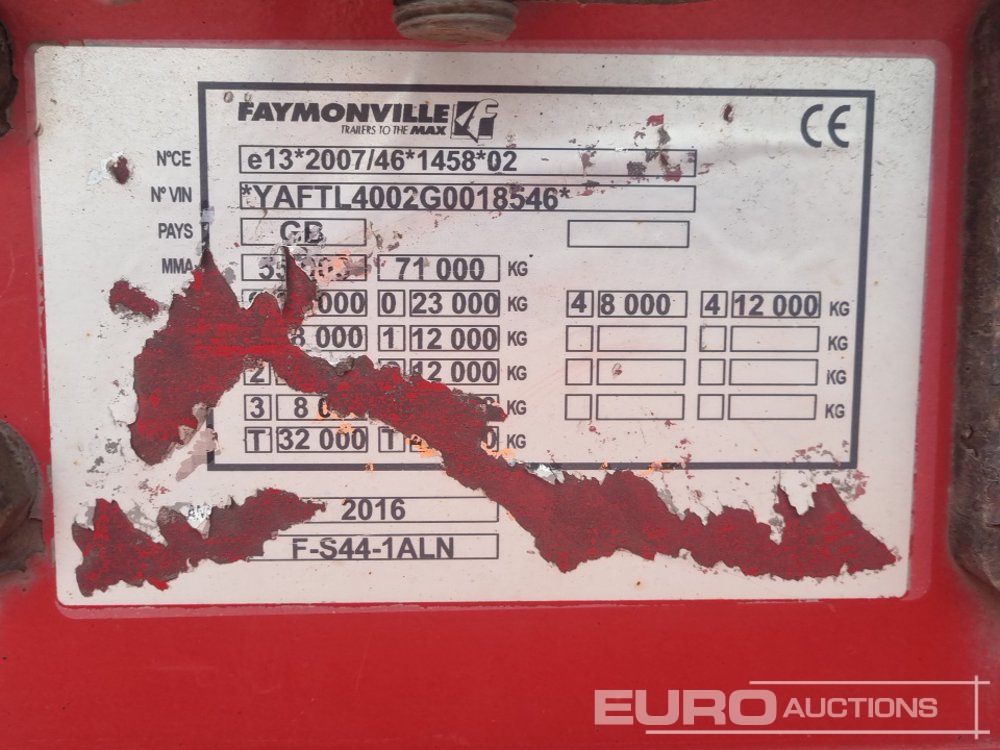 FAYMONVILLE
TRAILERS TO THE MAX
CE
N°CE e13*2007/46*1458*02
N° VIN *YAFTL4002G0018546*
PAYS GB
MMA 71 000 KG
000 0 23 000 KG 4 8 000 4 12 000 KG
8 000 1 12 000 KG KG
2 12 000 KG KG
3 8 0 KG KG
T 32 000 T KG
2016
F-S44-1ALN
EURO AUCTIONS